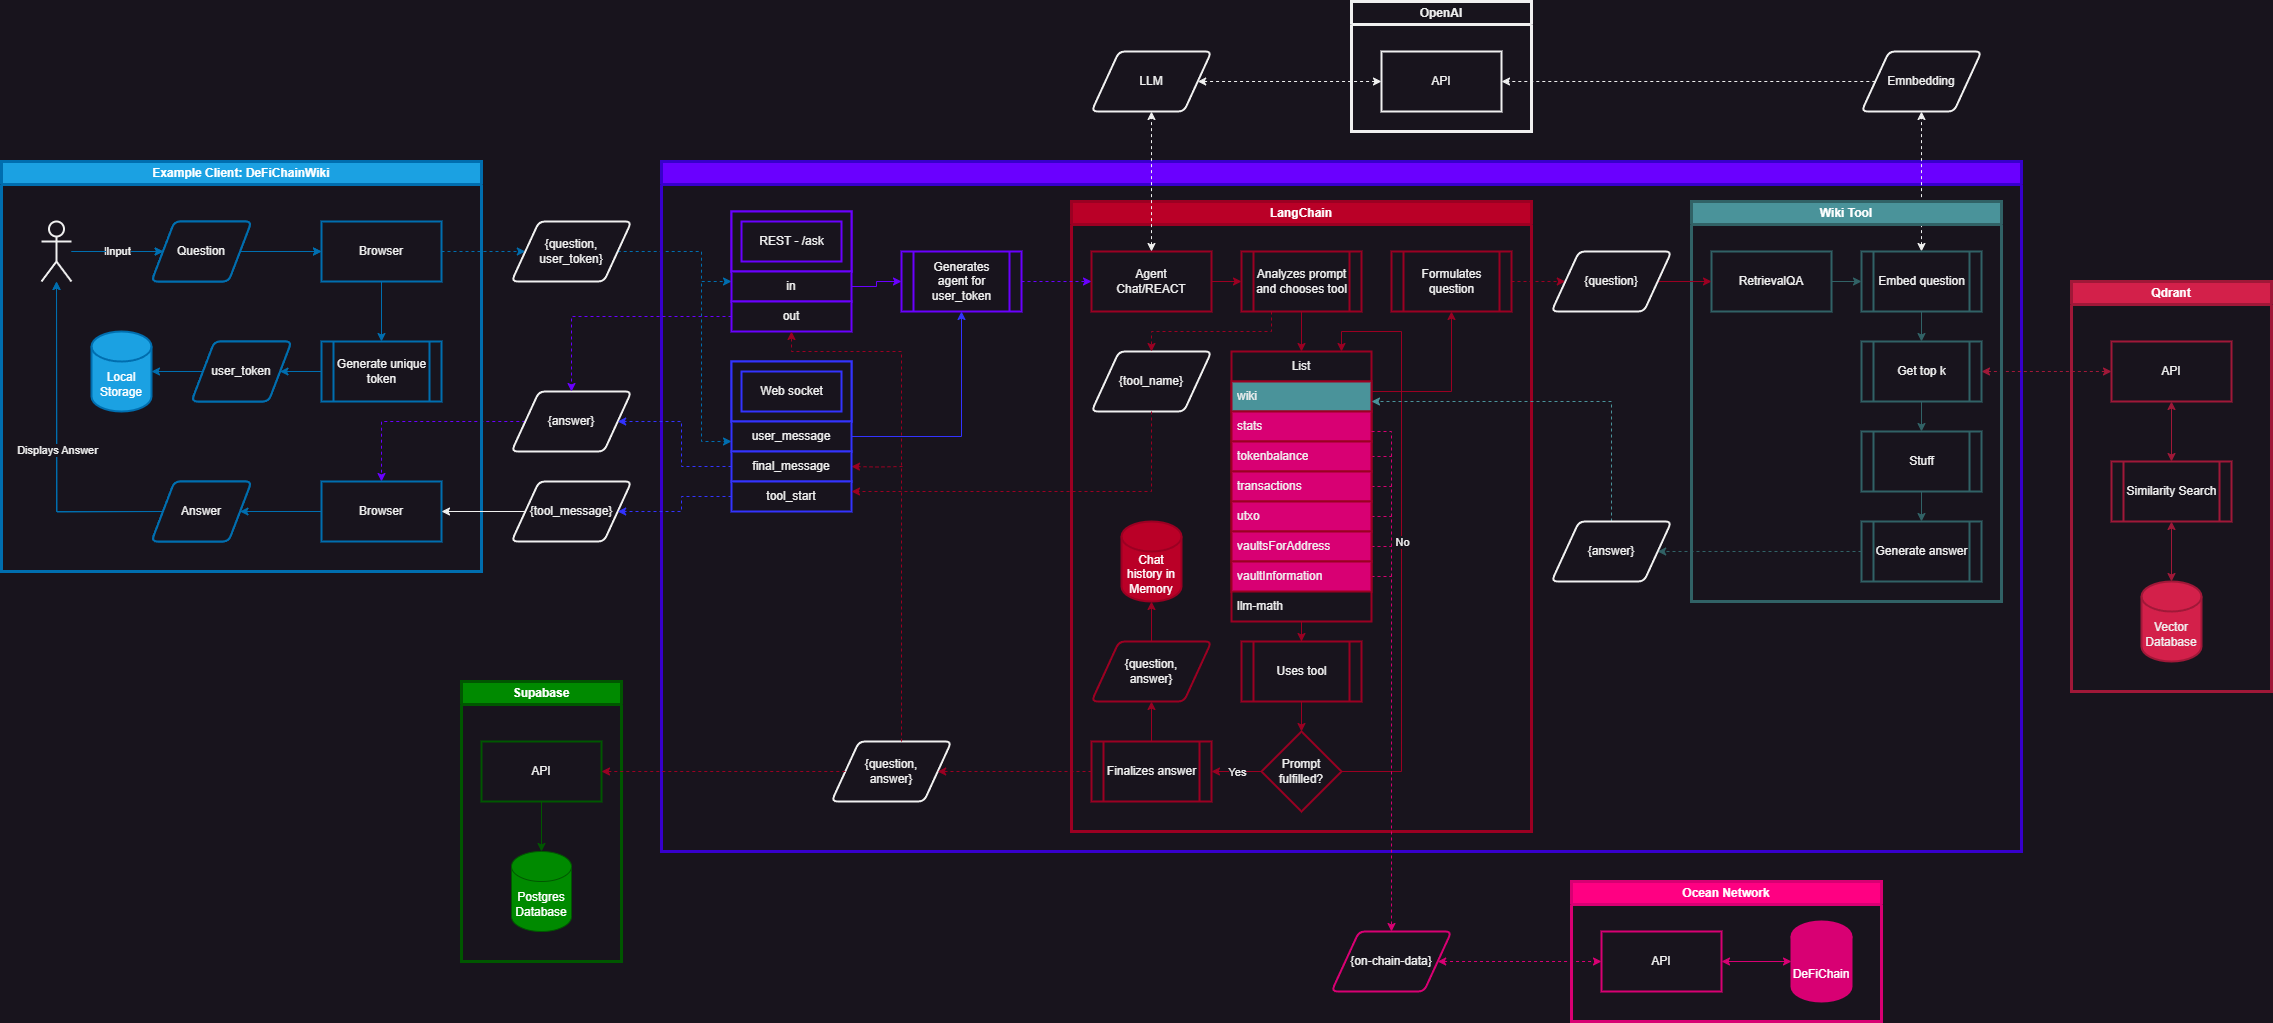 OpenAI
LLM
API
Emnbedding
Example Client: DeFiChainWiki
!Input
Question
Browser
{question,
user_token}
Local
Storage
user_token
Generate unique
token
Displays Answer
Answer
Browser
{answer}
{tool_message}
REST - /ask
in
out
Web socket
user_message
final_message
tool_start
Generates
agent for
user_token
LangChain
Agent
Chat/REACT
Analyzes prompt
and chooses tool
Formulates
question
{tool_name}
List
wiki
stats
tokenbalance
transactions
utxo
vaultsForAddress
vaultInformation
llm-math
No
Chat
history in
Memory
{question,
answer}
Uses tool
Finalizes answer
Yes
Prompt
fulfilled?
{question,
answer}
{question}
{answer}
Wiki Tool
RetrievalQA
Embed question
Get top k
Stuff
Generate answer
Qdrant
API
Similarity Search
Vector
Database
Supabase
API
Postgres
Database
{on-chain-data}
Ocean Network
API
DeFiChain